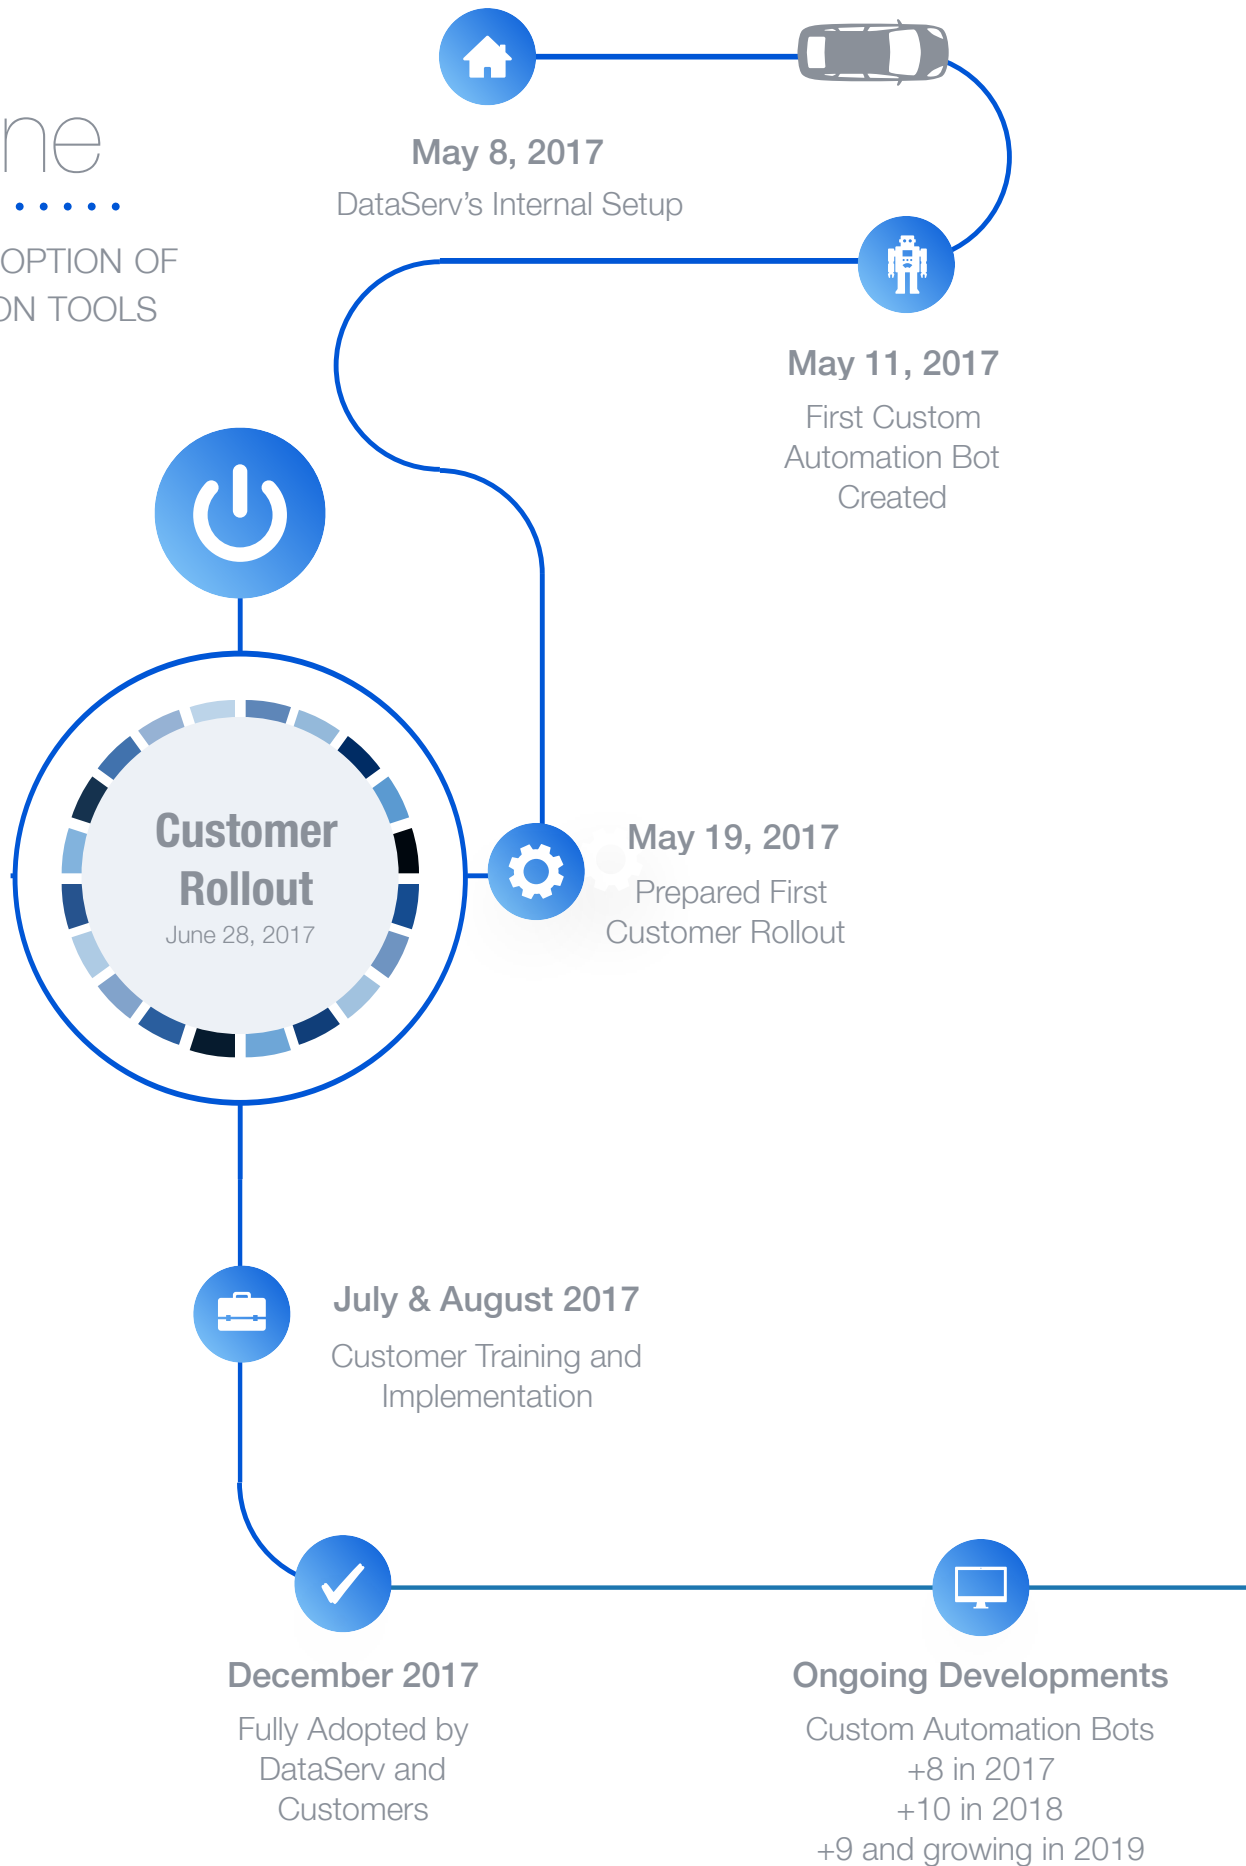 May 8, 2017
DataServ’s Internal Setup
OF
TOOLS
May 11, 2017
First Custom
Automation Bot
Created
Customer
Rollout
June 28, 2017
May 19, 2017
Prepared First
Customer Rollout
July & August 2017
Customer Training and
Implementation
December 2017
Fully Adopted by
DataServ and
Customers
Ongoing Developments
Custom Automation Bots
+8 in 2017
+10 in 2018
+9 and growing in 2019